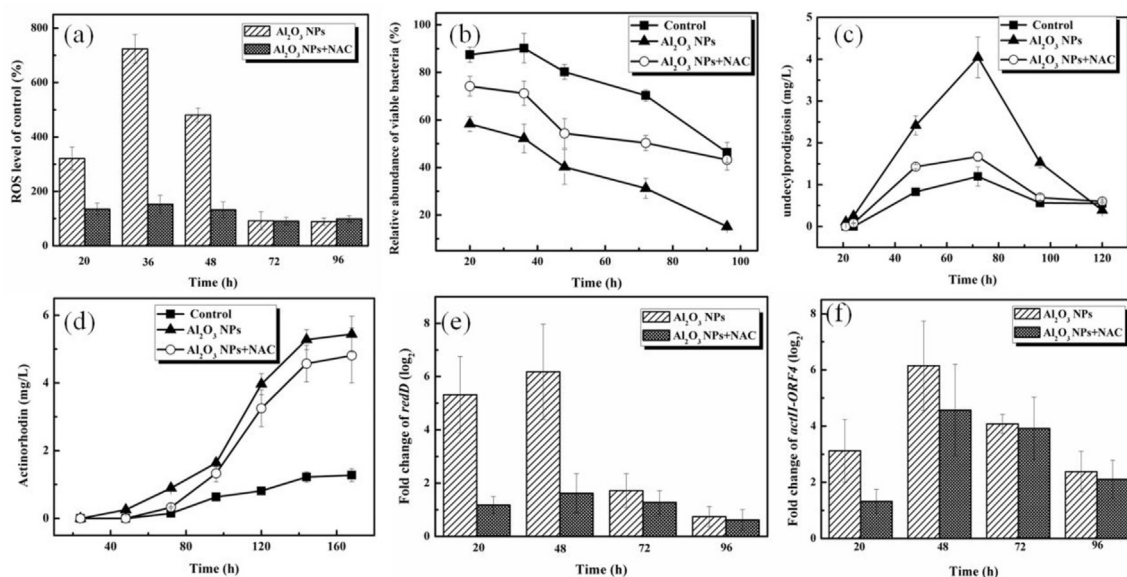 (a)
Al₂O₃ NPs
Al₂O₃ NPs+NAC
ROS level of control (%)
800
600
400
200
0
20 36 48 72 96
Time (h)
(b)
Control
Al₂O₃ NPs
Al₂O₃ NPs+NAC
Relative abundance of viable bacteria (%)
100
80
60
40
20
20 40 60 80 100
Time (h)
(c)
Control
Al₂O₃ NPs
Al₂O₃ NPs+NAC
undecylprodigiosin (mg/L)
5
4
3
2
1
0
20 40 60 80 100 120
Time (h)
(d)
Control
Al₂O₃ NPs
Al₂O₃ NPs+NAC
Actinorhodin (mg/L)
6
4
2
0
40 80 120 160
Time (h)
(e)
Al₂O₃ NPs
Al₂O₃ NPs+NAC
Fold change of redD (log₂)
8
6
4
2
0
20 48 72 96
Time (h)
(f)
Al₂O₃ NPs
Al₂O₃ NPs+NAC
Fold change of actII-ORF4 (log₂)
8
6
4
2
0
20 48 72 96
Time (h)